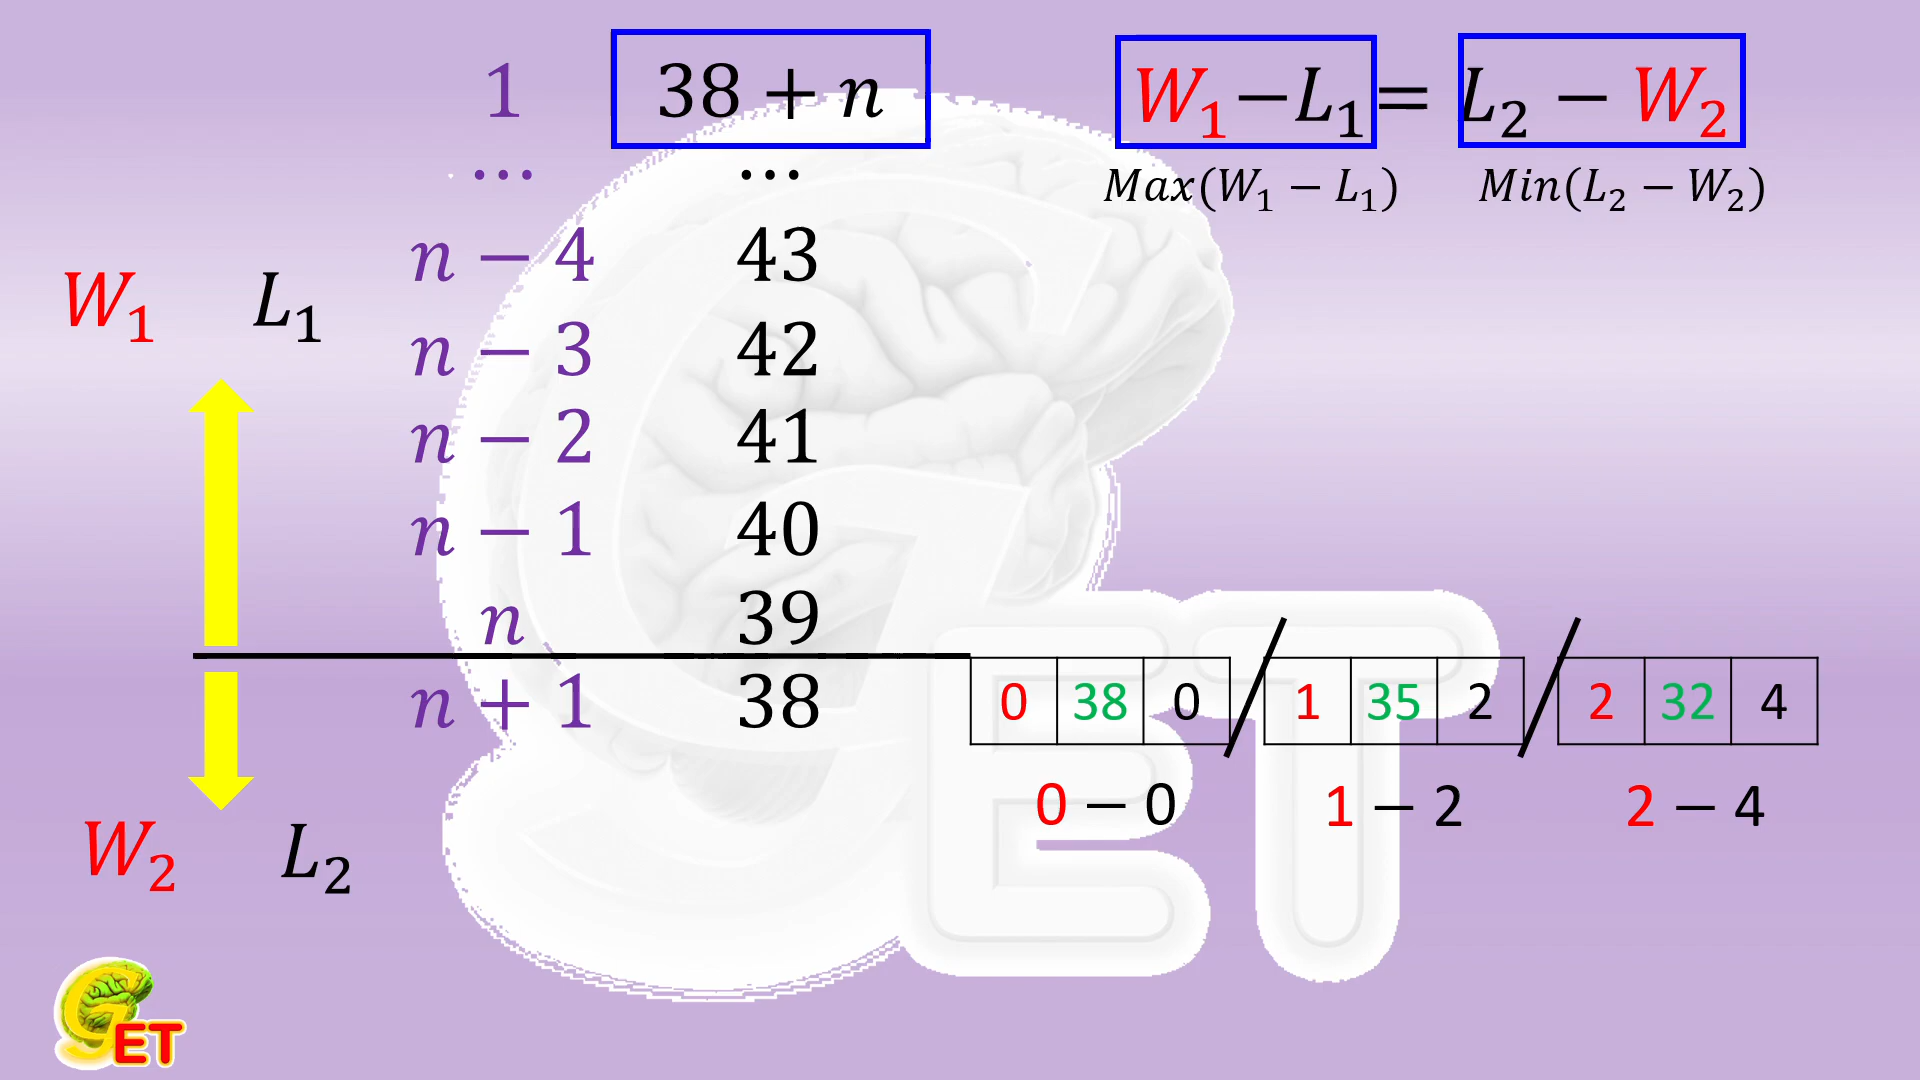 1 38 + n W₁−L₁= L₂ − W₂
… … Max(W₁ − L₁) Min(L₂ − W₂)
n − 4 43
W₁ L₁
n − 3 42
n − 2 41
n − 1 40
n 39
n + 1 38 0 38 0 / 1 35 2 / 2 32 4
0 − 0 1 − 2 2 − 4
W₂ L₂
GET
GET